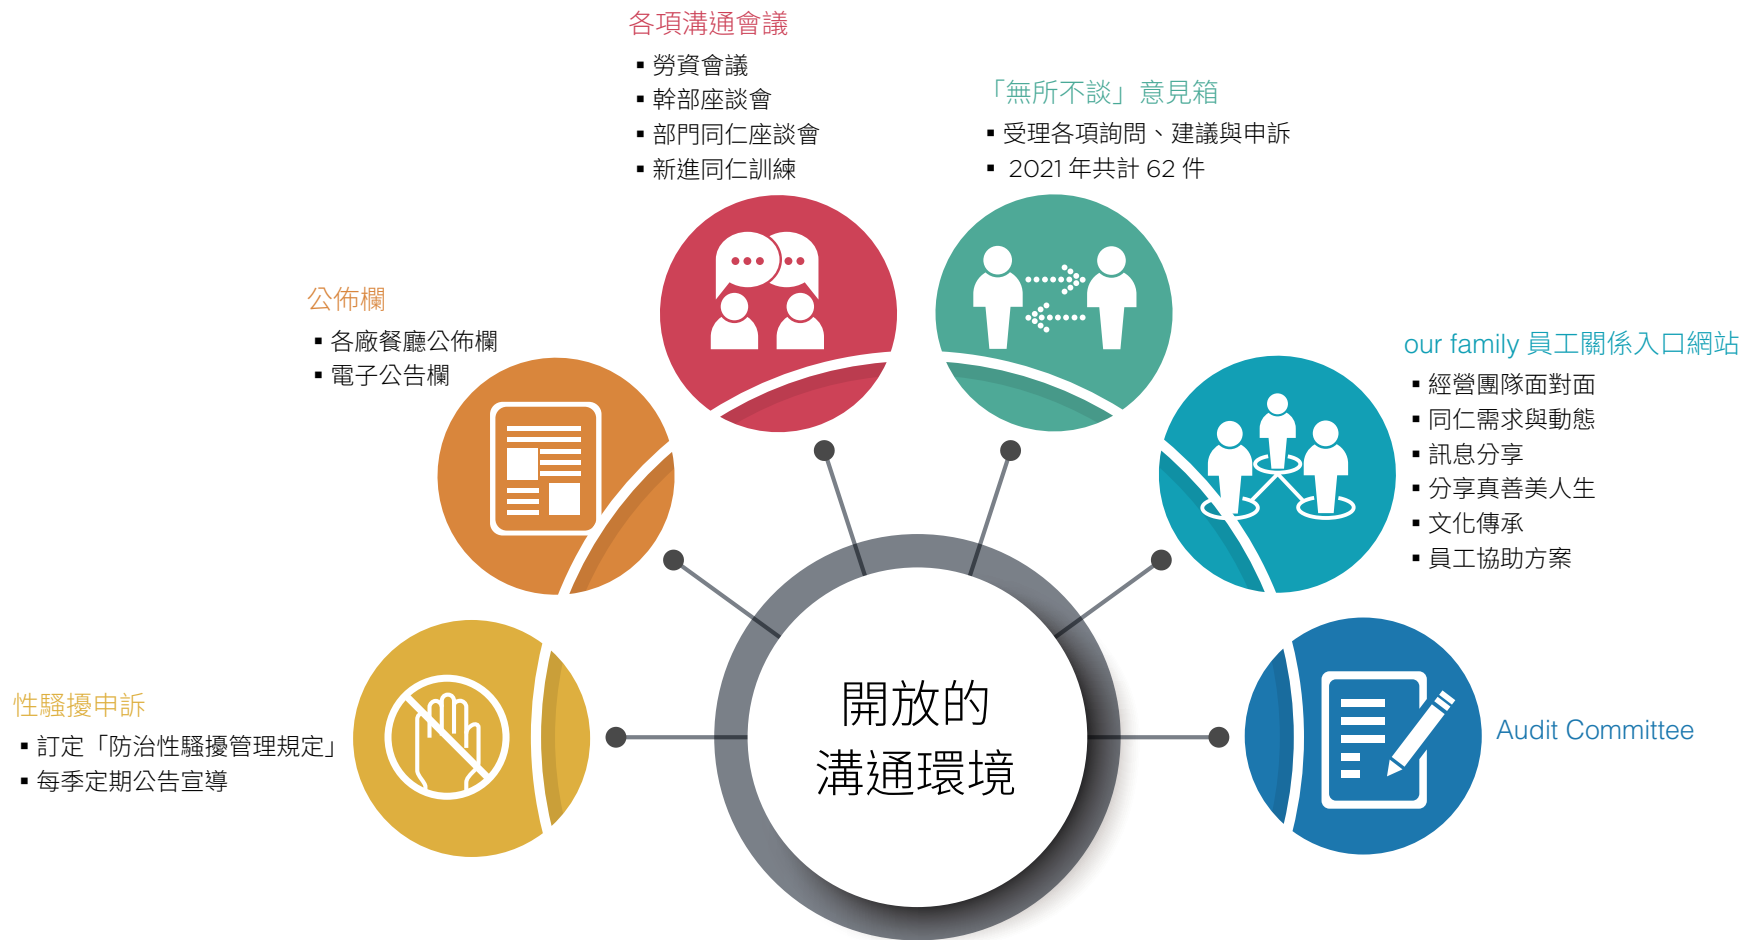 各項溝通會議
▪ 勞資會議
▪ 幹部座談會
▪ 部門同仁座談會
▪ 新進同仁訓練
「無所不談」意見箱
▪ 受理各項詢問、建議與申訴
▪ 2021 年共計 62 件
公佈欄
▪ 各廠餐廳公佈欄
▪ 電子公告欄
our family 員工關係入口網站
▪ 經營團隊面對面
▪ 同仁需求與動態
▪ 訊息分享
▪ 分享真善美人生
▪ 文化傳承
▪ 員工協助方案
性騷擾申訴
▪ 訂定「防治性騷擾管理規定」
▪ 每季定期公告宣導
開放的
溝通環境
Audit Committee